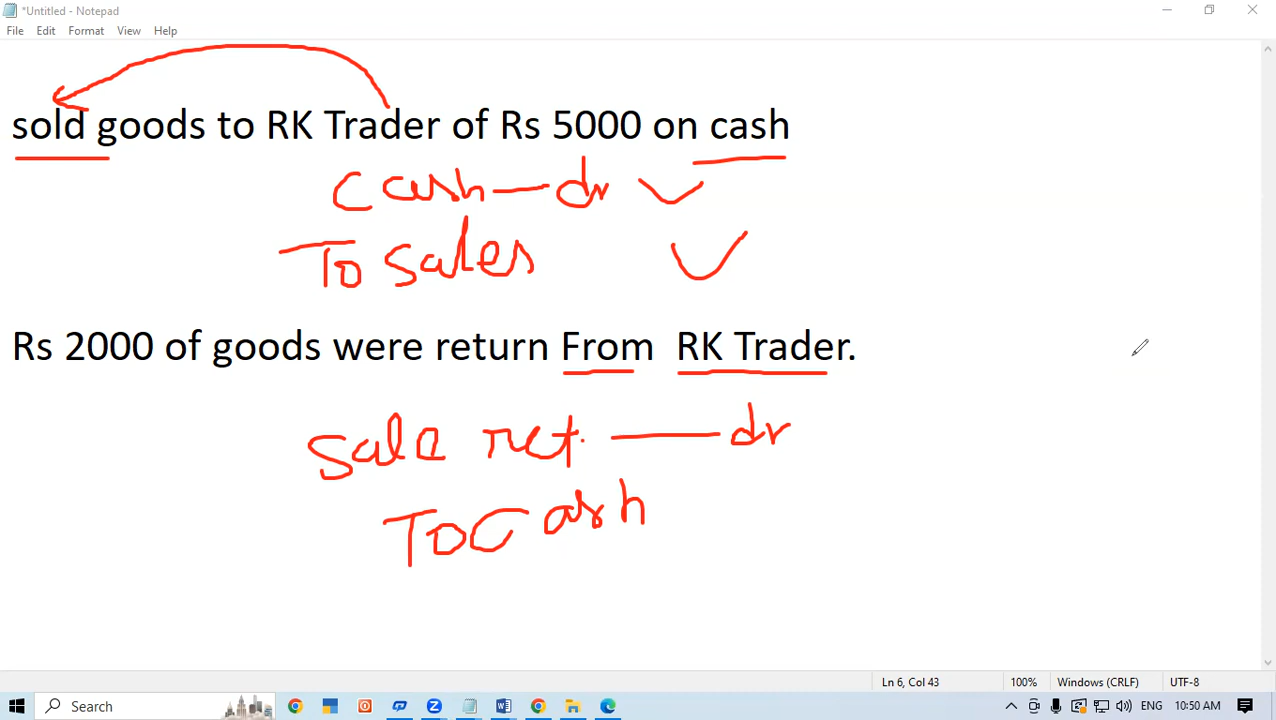 *Untitled - Notepad
File Edit Format View Help
sold goods to RK Trader of Rs 5000 on cash
C cash — dr
To sales
Rs 2000 of goods were return From RK Trader.
Sale ret. — dr
To Cash
Ln 6, Col 43 100% Windows (CRLF) UTF-8
Search ENG 10:50 AM